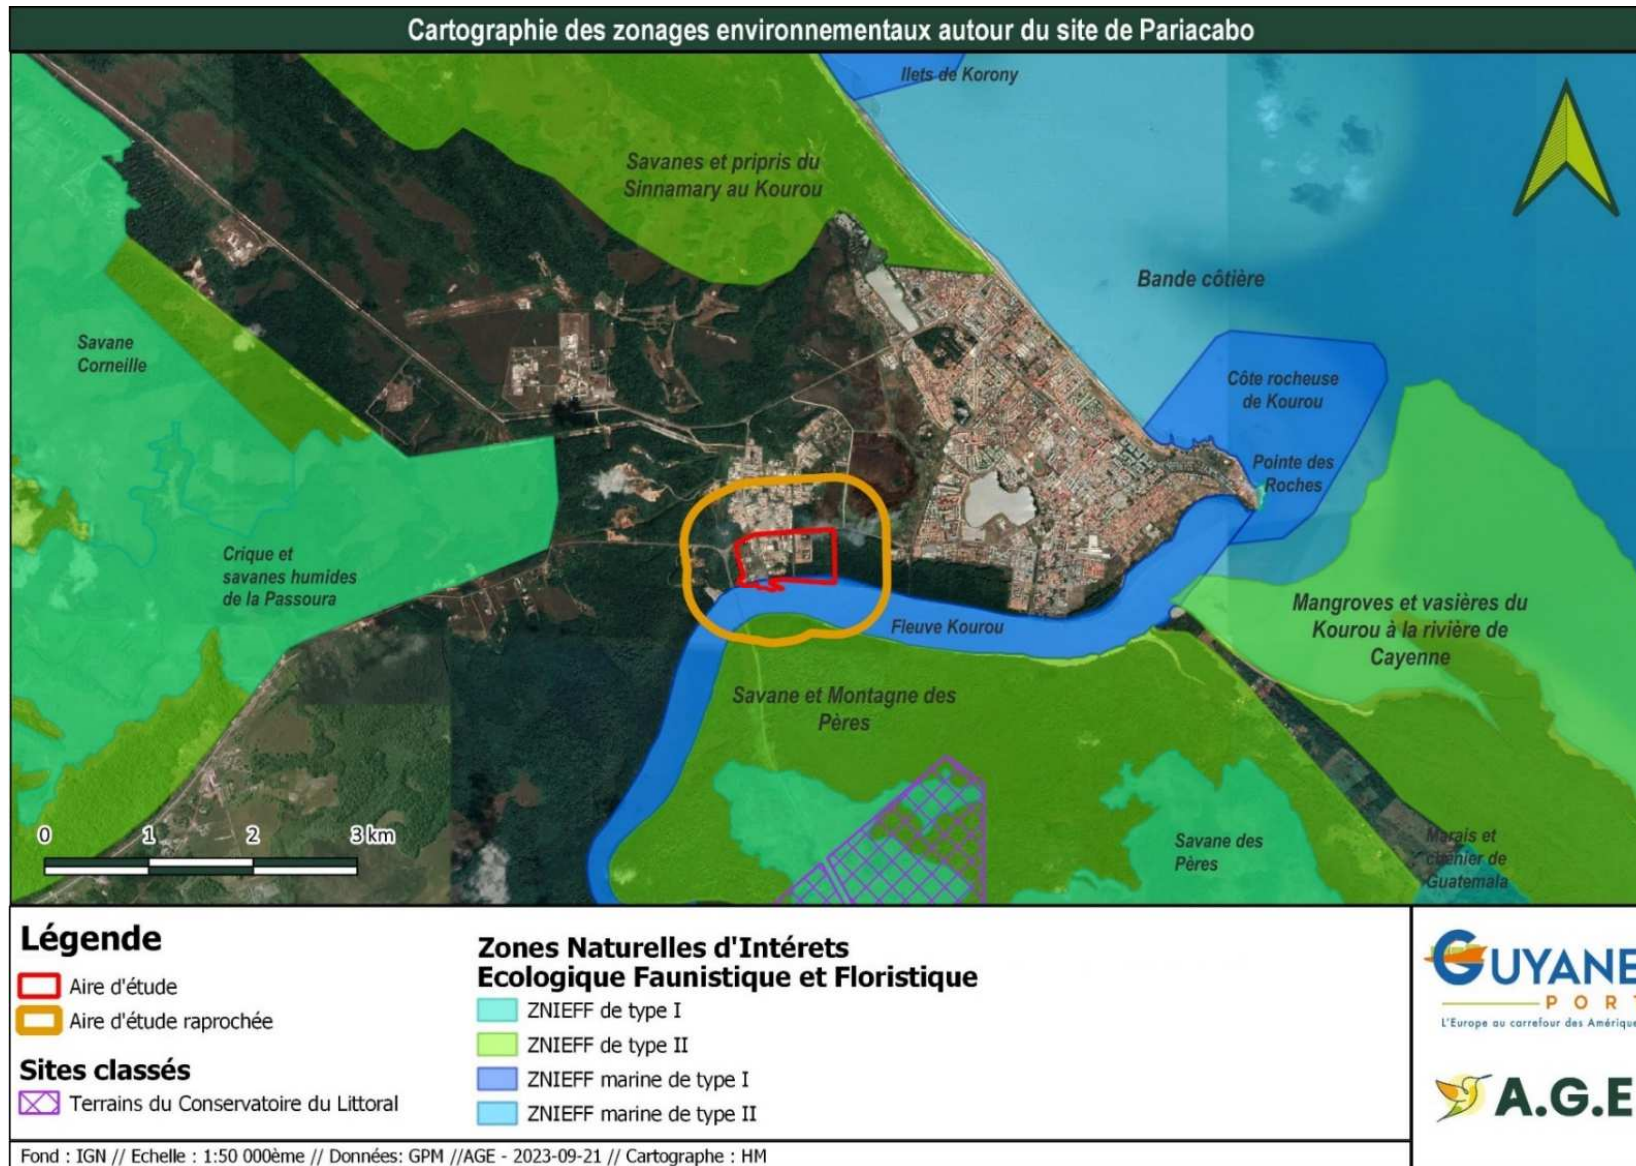 Cartographie des zonages environnementaux autour du site de Pariacabo
Ilets de Korony
Savanes et pripris du
Sinnamary au Kourou
Bande côtière
Savane
Corneille
Côte rocheuse
de Kourou
Pointe des
Roches
Crique et
savanes humides
de la Passoura
Mangroves et vasières du
Kourou à la rivière de
Cayenne
Fleuve Kourou
Savane et Montagne des
Pères
Savane des
Pères
Marais et
chenier de
Guatemala
0 1 2 3 km
Légende
Aire d'étude
Aire d'étude raprochée
Sites classés
Terrains du Conservatoire du Littoral
Zones Naturelles d'Intérets
Ecologique Faunistique et Floristique
ZNIEFF de type I
ZNIEFF de type II
ZNIEFF marine de type I
ZNIEFF marine de type II
GUYANE
PORT
L'Europe au carrefour des Amérique
A.G.E
Fond : IGN // Echelle : 1:50 000ème // Données: GPM //AGE - 2023-09-21 // Cartographe : HM